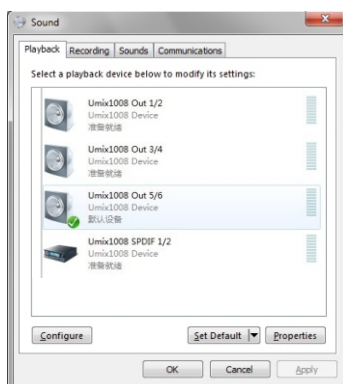 Sound
Playback Recording Sounds Communications
Select a playback device below to modify its settings:
Umix1008 Out 1/2
Umix1008 Device
准备就绪
Umix1008 Out 3/4
Umix1008 Device
准备就绪
Umix1008 Out 5/6
Umix1008 Device
默认设备
Umix1008 SPDIF 1/2
Umix1008 Device
准备就绪
Configure Set Default Properties
OK Cancel Apply